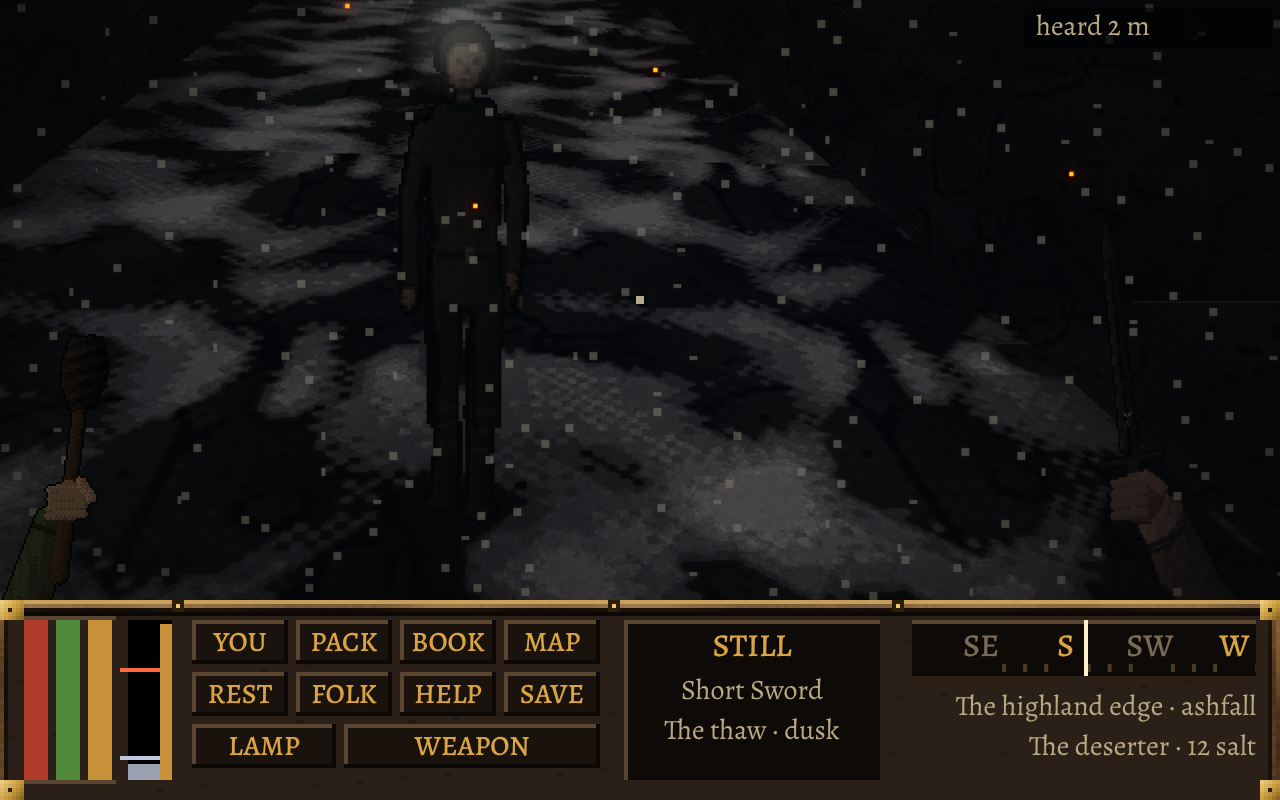 heard 2 m
YOU PACK BOOK MAP
REST FOLK HELP SAVE
LAMP WEAPON
STILL
Short Sword
The thaw · dusk
SE S SW W
The highland edge · ashfall
The deserter · 12 salt